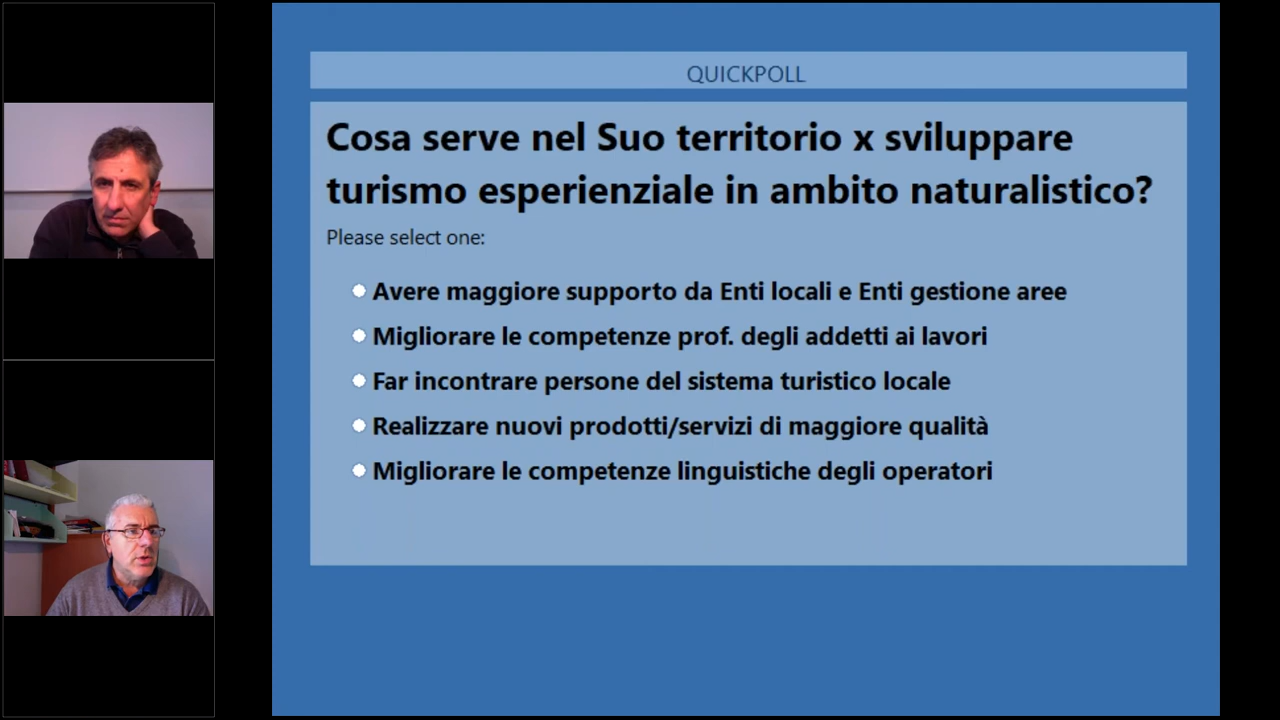 QUICKPOLL
Cosa serve nel Suo territorio x sviluppare
turismo esperienziale in ambito naturalistico?
Please select one:
Avere maggiore supporto da Enti locali e Enti gestione aree
Migliorare le competenze prof. degli addetti ai lavori
Far incontrare persone del sistema turistico locale
Realizzare nuovi prodotti/servizi di maggiore qualità
Migliorare le competenze linguistiche degli operatori